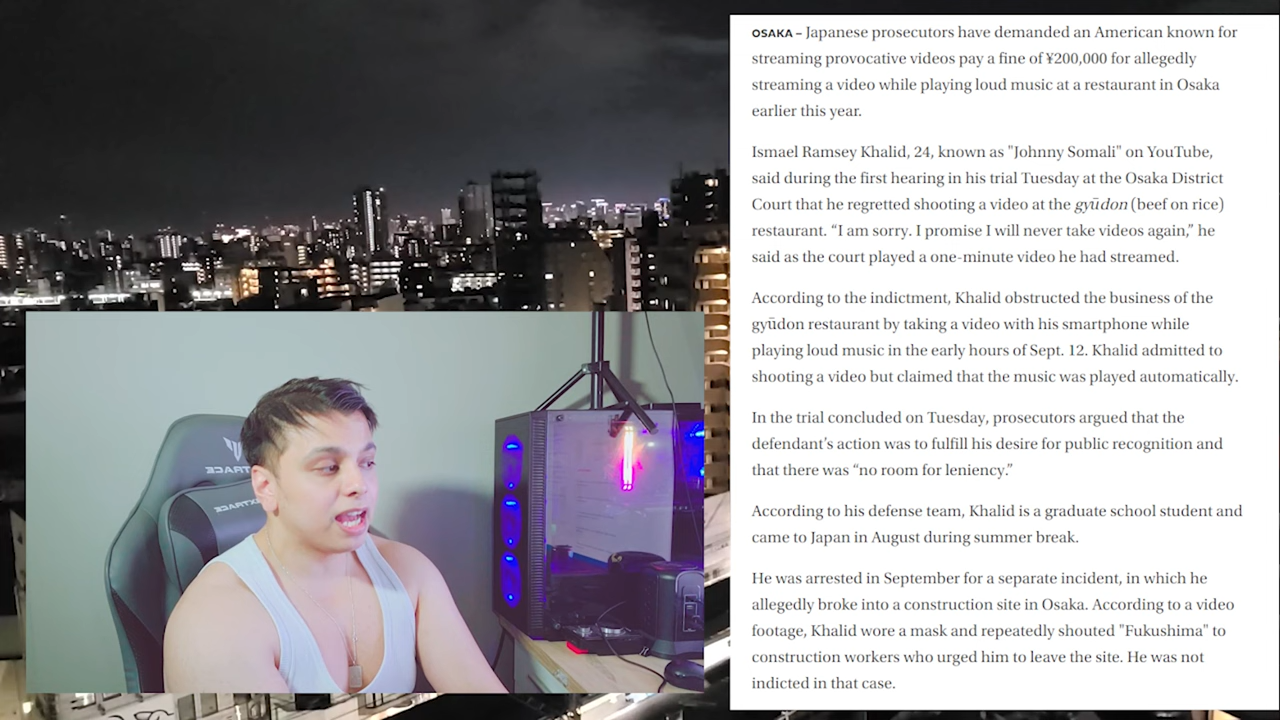 OSAKA – Japanese prosecutors have demanded an American known for
streaming provocative videos pay a fine of ¥200,000 for allegedly
streaming a video while playing loud music at a restaurant in Osaka
earlier this year.
Ismael Ramsey Khalid, 24, known as "Johnny Somali" on YouTube,
said during the first hearing in his trial Tuesday at the Osaka District
Court that he regretted shooting a video at the gyūdon (beef on rice)
restaurant. “I am sorry. I promise I will never take videos again,” he
said as the court played a one-minute video he had streamed.
According to the indictment, Khalid obstructed the business of the
gyūdon restaurant by taking a video with his smartphone while
playing loud music in the early hours of Sept. 12. Khalid admitted to
shooting a video but claimed that the music was played automatically.
In the trial concluded on Tuesday, prosecutors argued that the
defendant’s action was to fulfill his desire for public recognition and
that there was “no room for leniency.”
According to his defense team, Khalid is a graduate school student and
came to Japan in August during summer break.
He was arrested in September for a separate incident, in which he
allegedly broke into a construction site in Osaka. According to a video
footage, Khalid wore a mask and repeatedly shouted "Fukushima" to
construction workers who urged him to leave the site. He was not
indicted in that case.